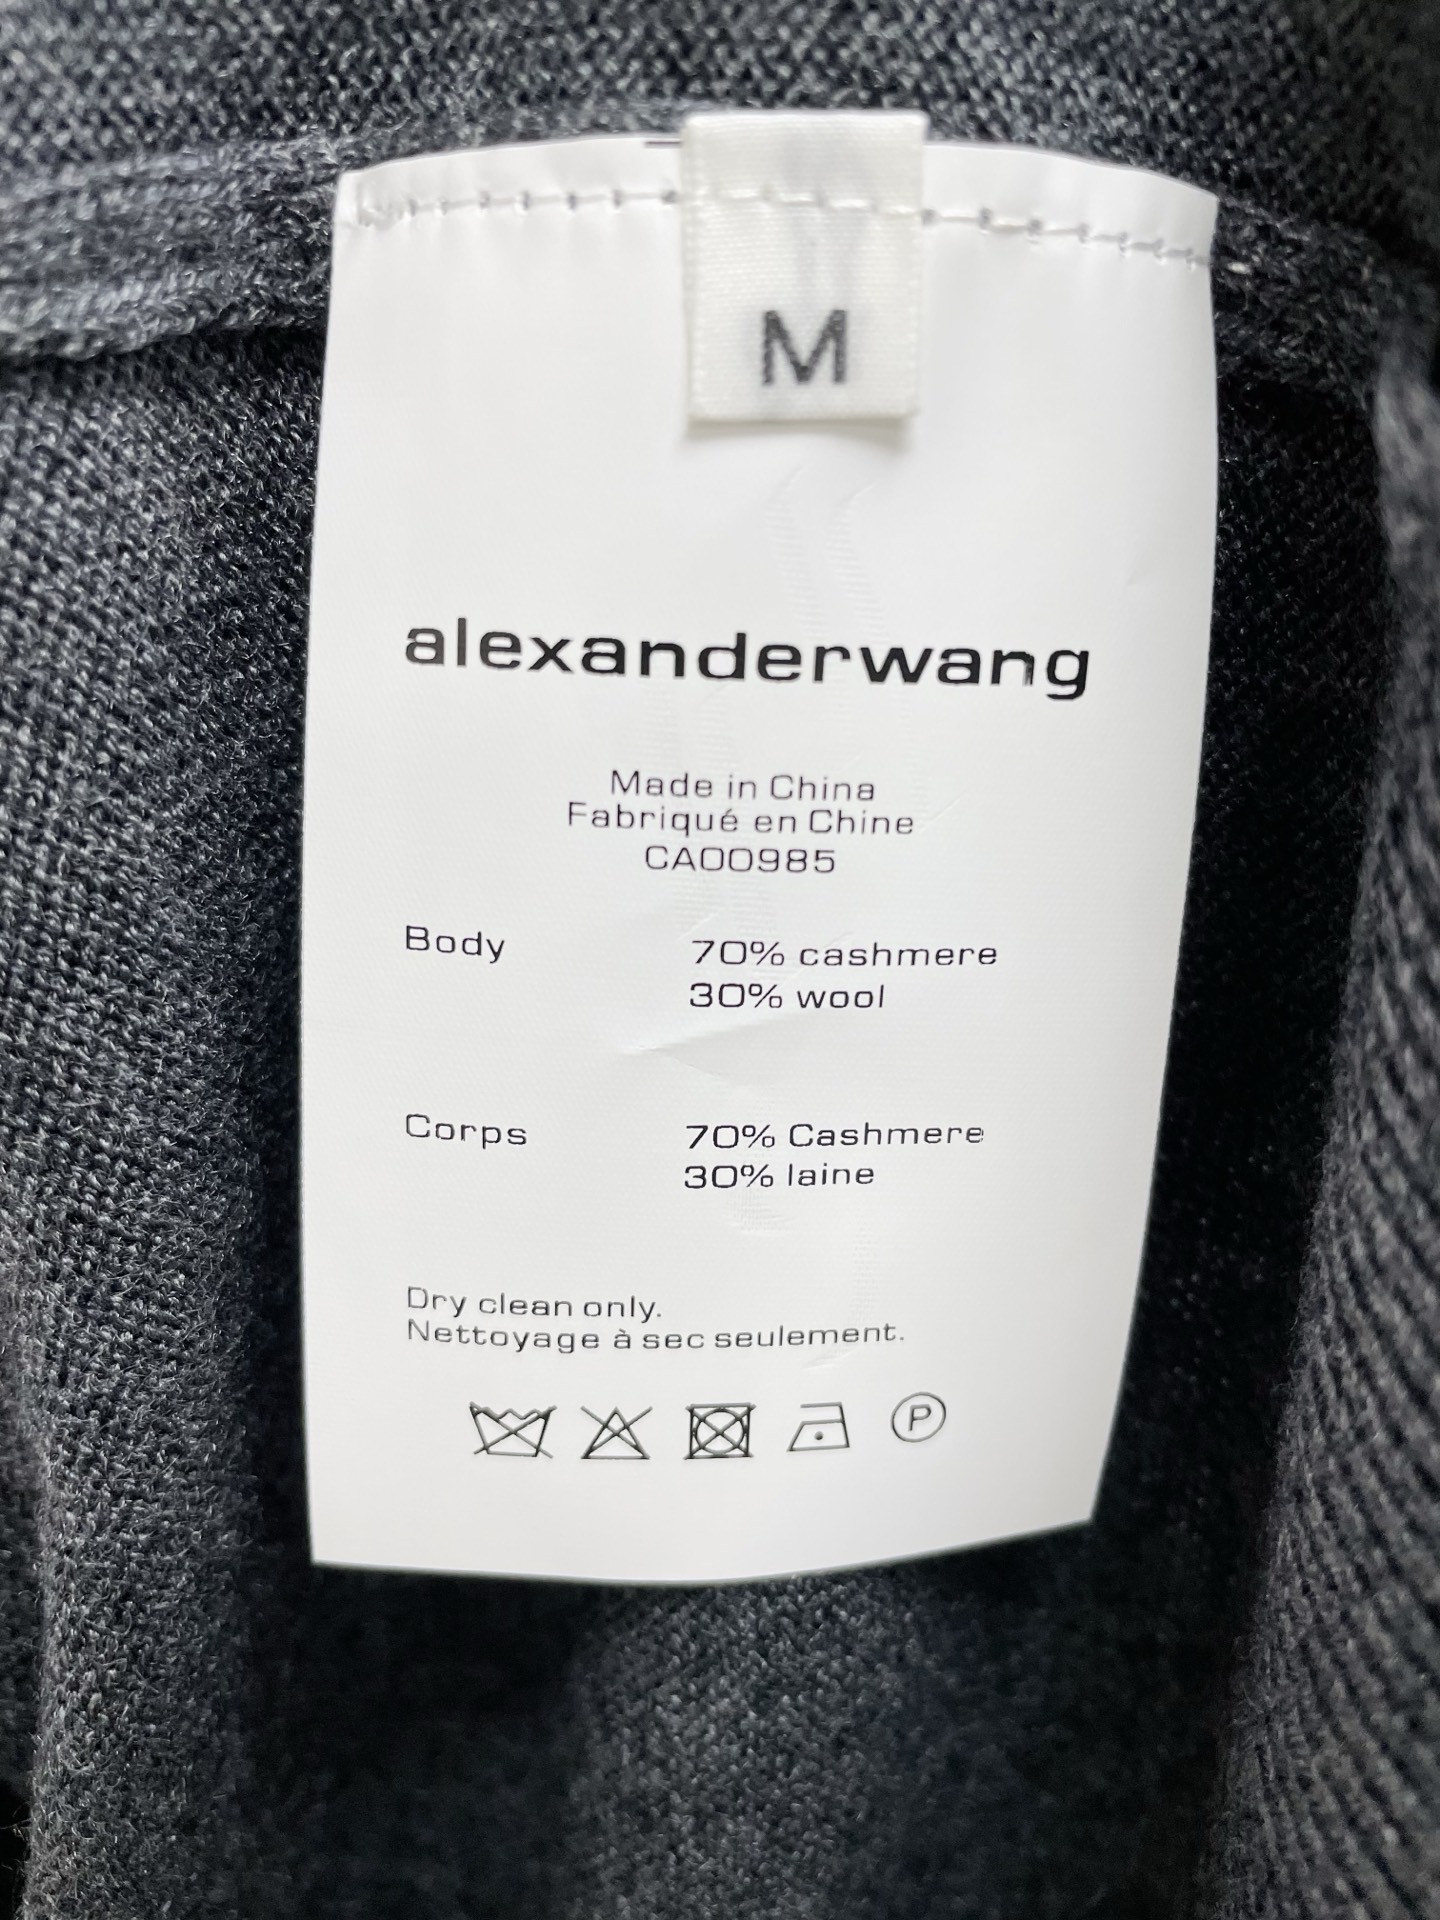 M
alexanderwang
Made in China
Fabriqué en Chine
CA00985
Body 70% cashmere
30% wool
Corps 70% Cashmere
30% laine
Dry clean only.
Nettoyage à sec seulement.
P